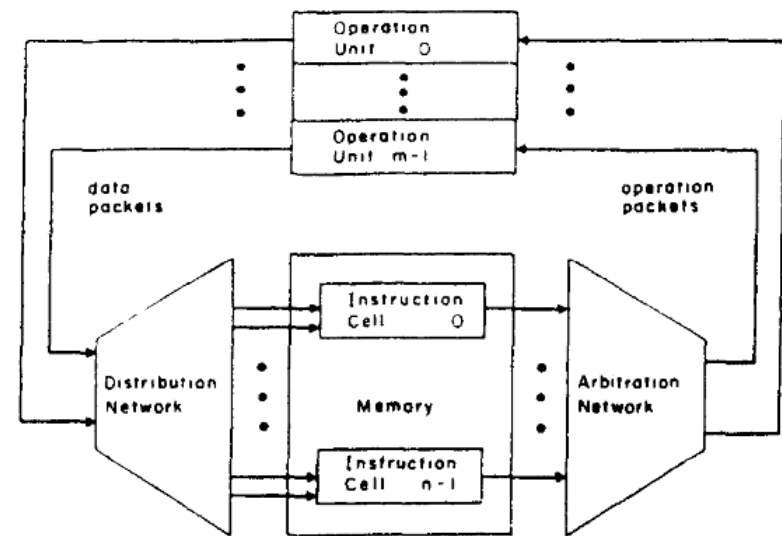 Operation
Unit 0
Operation
Unit m-1
data
packets
operation
packets
Instruction
Cell 0
Distribution
Network
Memory
Arbitration
Network
Instruction
Cell n-1